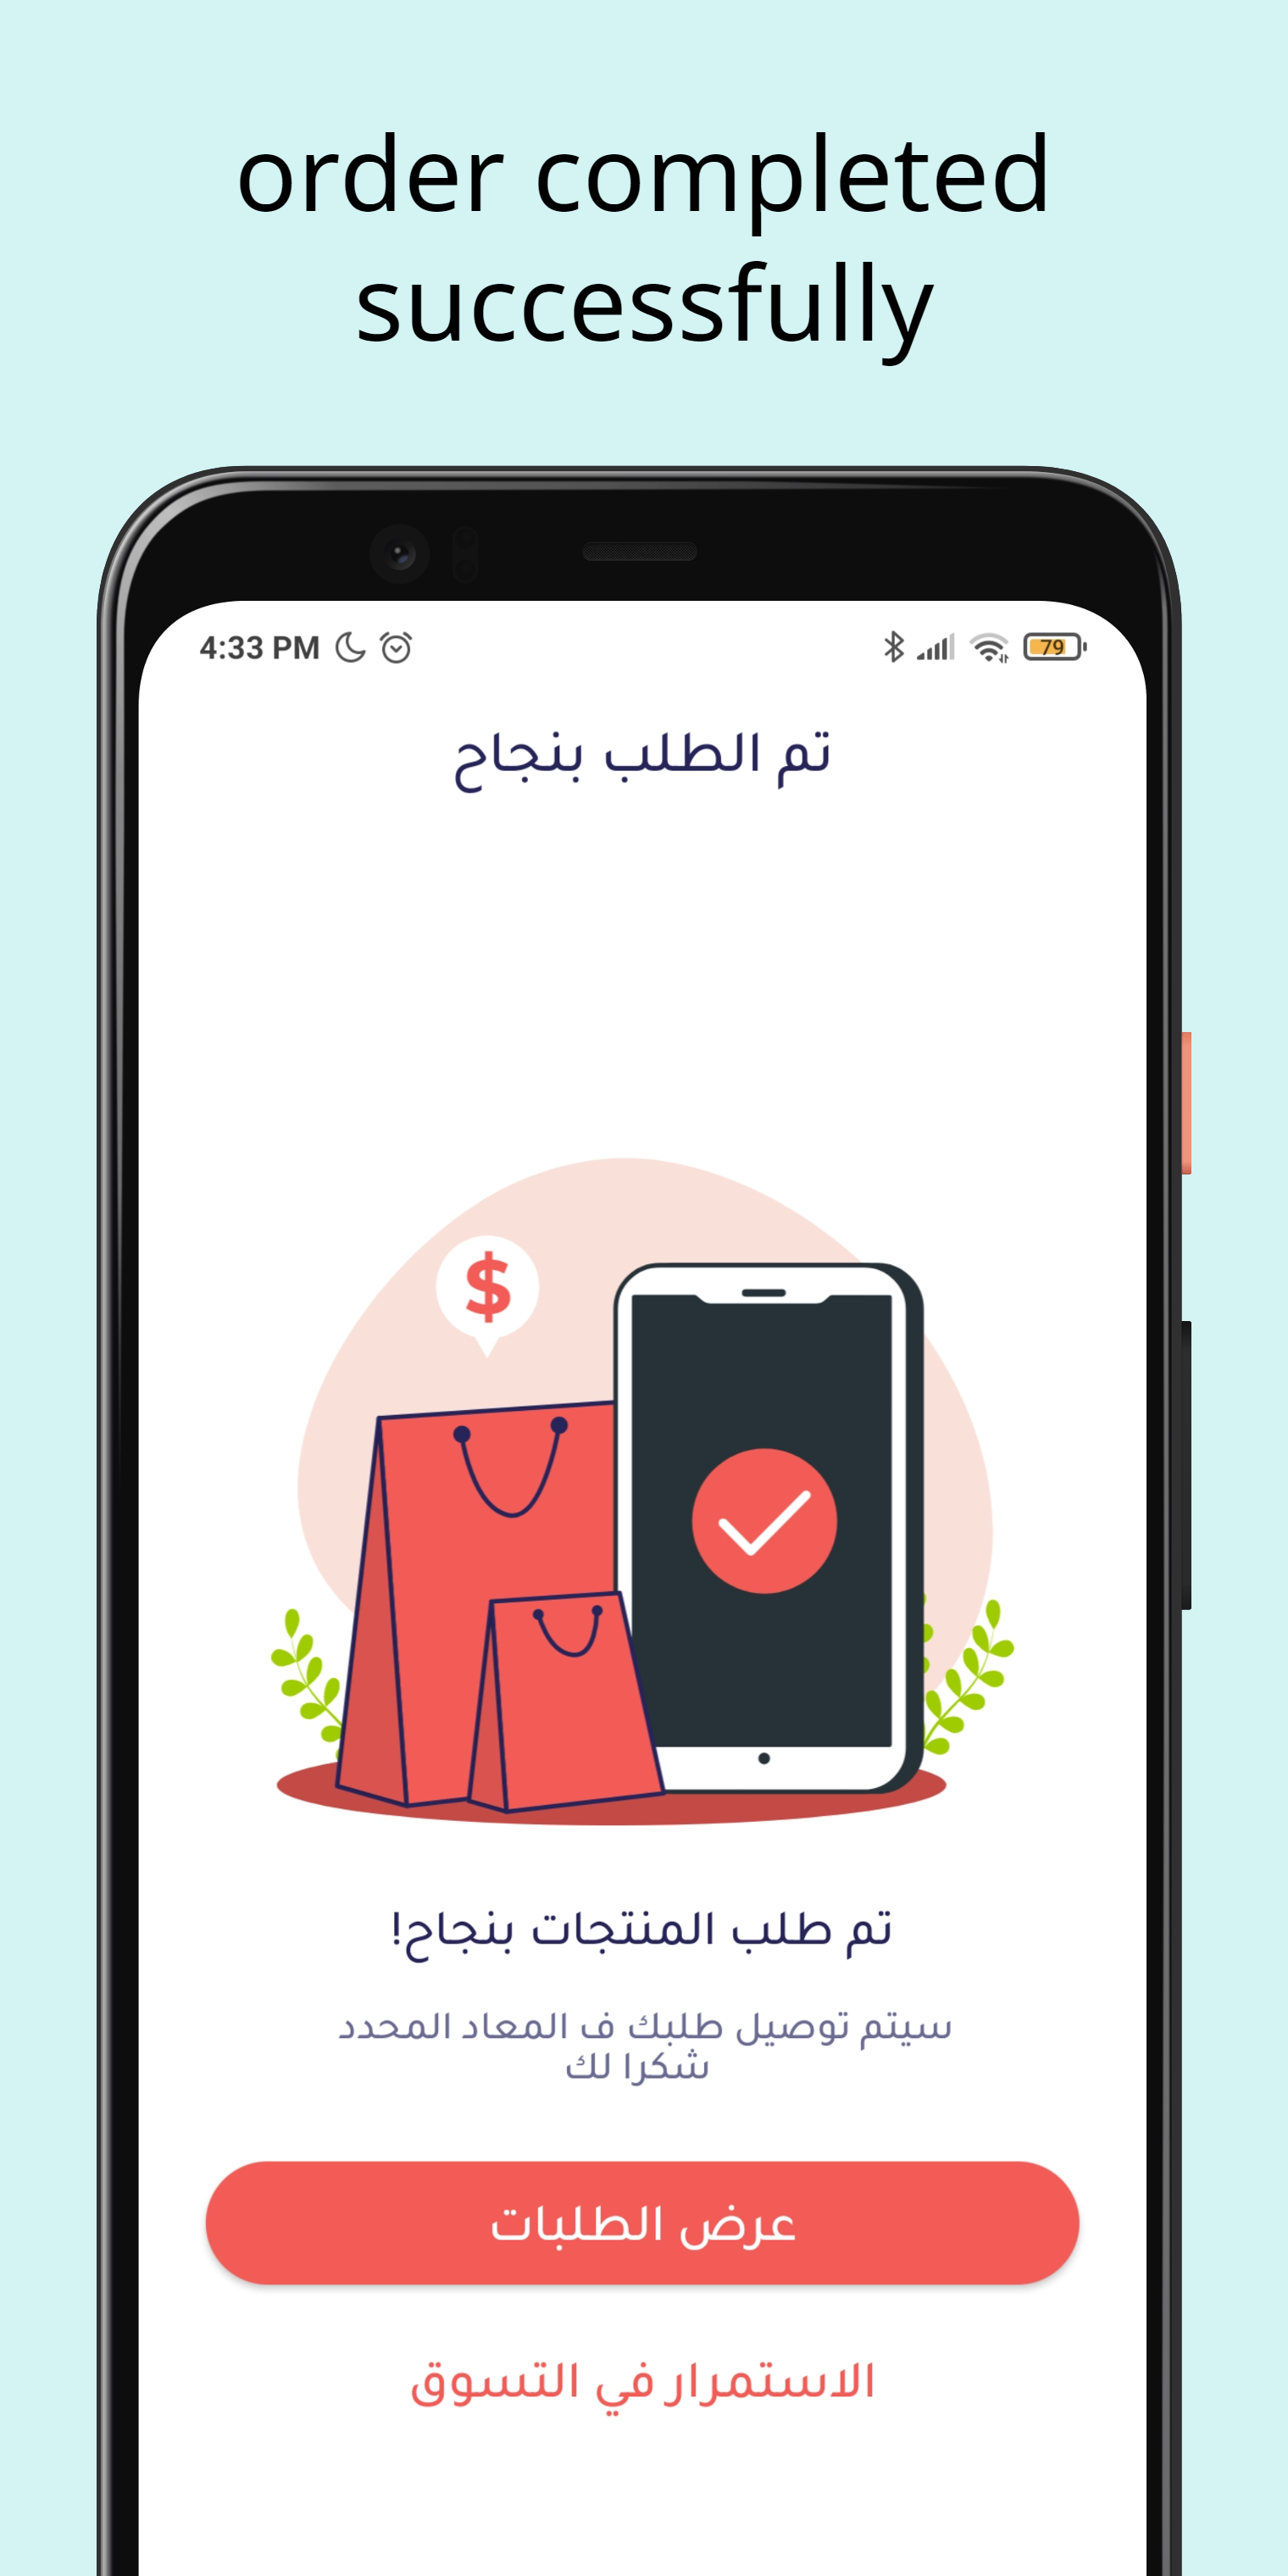 order completed
successfully
4:33 PM
79
تم الطلب بنجاح
$
تم طلب المنتجات بنجاح!
سيتم توصيل طلبك ف المعاد المحدد
شكرا لك
عرض الطلبات
الاستمرار في التسوق